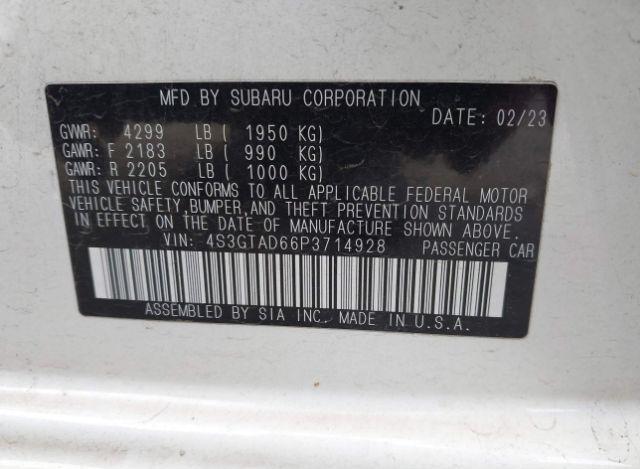 MFD BY SUBARU CORPORATION
DATE: 02/23
GVWR: 4299 LB ( 1950 KG)
GAWR: F 2183 LB ( 990 KG)
GAWR: R 2205 LB ( 1000 KG)
THIS VEHICLE CONFORMS TO ALL APPLICABLE FEDERAL MOTOR
VEHICLE SAFETY, BUMPER, AND THEFT PREVENTION STANDARDS
IN EFFECT ON THE DATE OF MANUFACTURE SHOWN ABOVE.
VIN: 4S3GTAD66P3714928 PASSENGER CAR
ASSEMBLED BY SIA INC. MADE IN U.S.A.